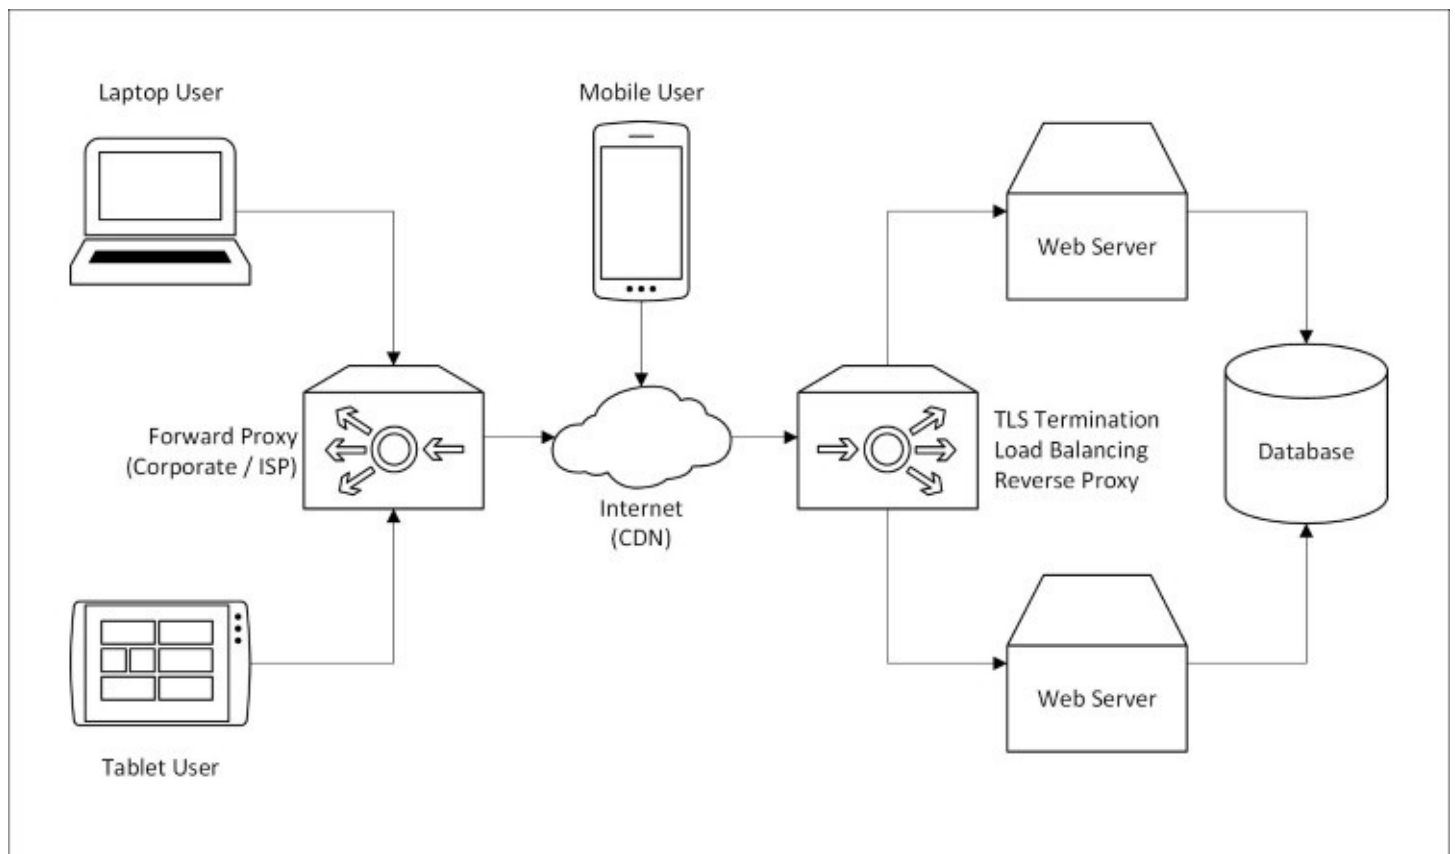 Laptop User
Mobile User
Web Server
Forward Proxy
(Corporate / ISP)
Internet
(CDN)
TLS Termination
Load Balancing
Reverse Proxy
Database
Web Server
Tablet User